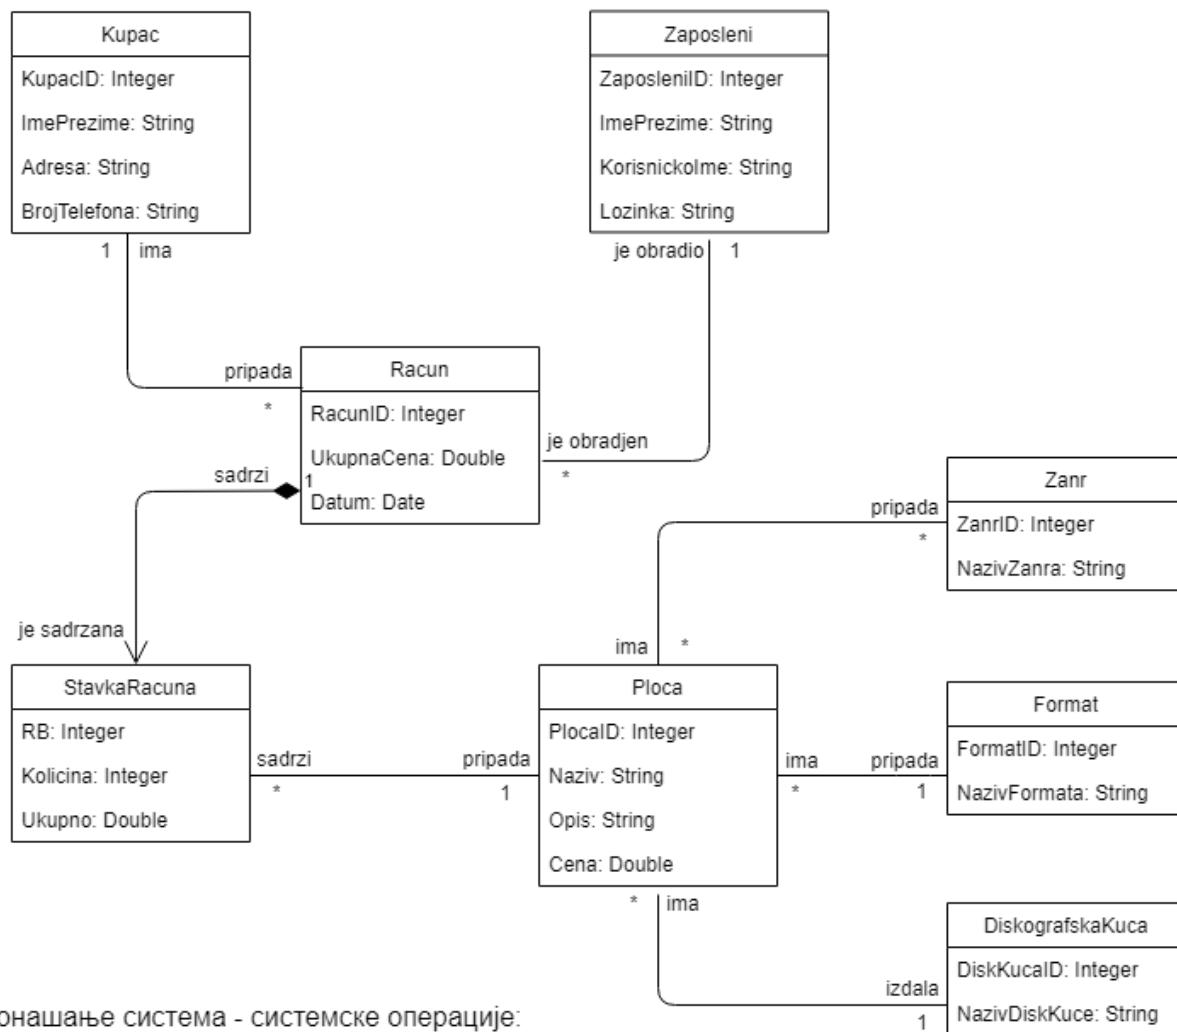 Kupac
KupacID: Integer
ImePrezime: String
Adresa: String
BrojTelefona: String
1 ima
Zaposleni
ZaposleniID: Integer
ImePrezime: String
KorisnickoIme: String
Lozinka: String
je obradio 1
pripada
*
Racun
RacunID: Integer
UkupnaCena: Double
Datum: Date
je obradjen
*
sadrzi
1
je sadrzana
Zanr
ZanrID: Integer
NazivZanra: String
pripada
*
ima *
StavkaRacuna
RB: Integer
Kolicina: Integer
Ukupno: Double
sadrzi
*
pripada
1
Ploca
PlocaID: Integer
Naziv: String
Opis: String
Cena: Double
ima
*
pripada
1
Format
FormatID: Integer
NazivFormata: String
* ima
DiskografskaKuca
DiskKucaID: Integer
NazivDiskKuce: String
izdala
1
онашање система - системске операције: